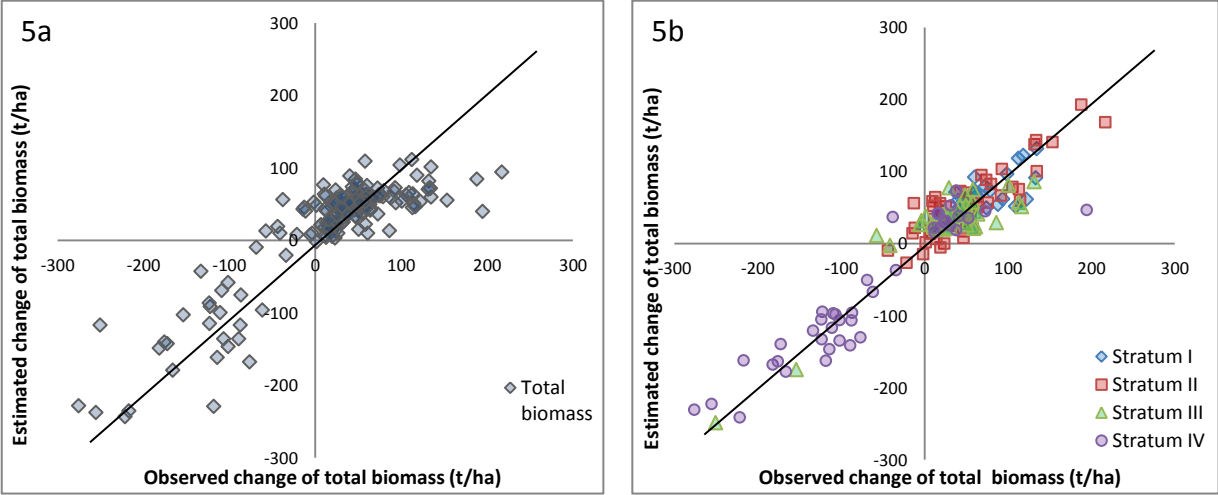 5a
Estimated change of total biomass (t/ha)
300
200
100
0
-300 -200 -100 0 100 200 300
-100
-200
-300
Total
biomass
Observed change of total biomass (t/ha)
5b
Estimated change of total biomass (t/ha)
300
200
100
0
-300 -200 -100 0 100 200 300
-100
-200
-300
Stratum I
Stratum II
Stratum III
Stratum IV
Observed change of total biomass (t/ha)